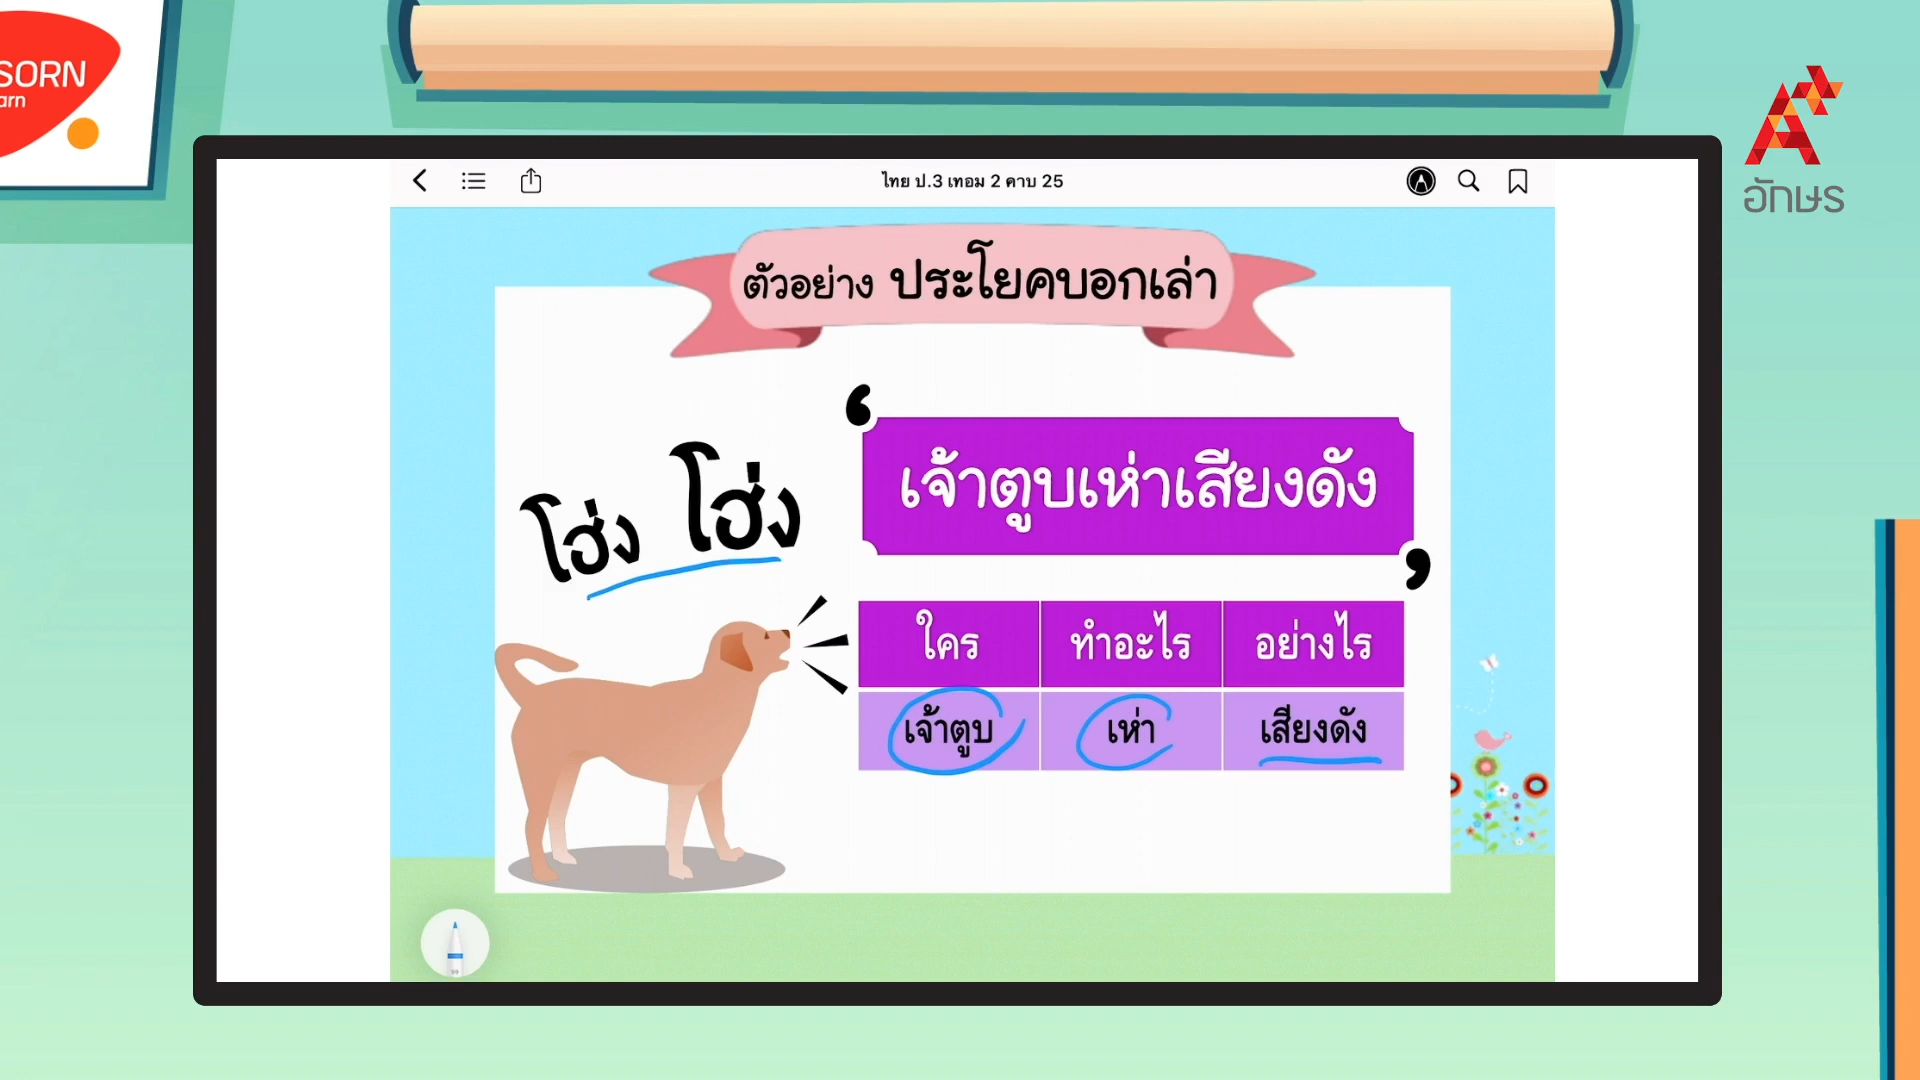 SORN
arn
อักษร
ไทย ป.3 เทอม 2 คาบ 25
ตัวอย่าง ประโยคบอกเล่า
โฮ่ง โฮ่ง
‘เจ้าตูบเห่าเสียงดัง’
ใคร ทำอะไร อย่างไร
เจ้าตูบ เห่า เสียงดัง